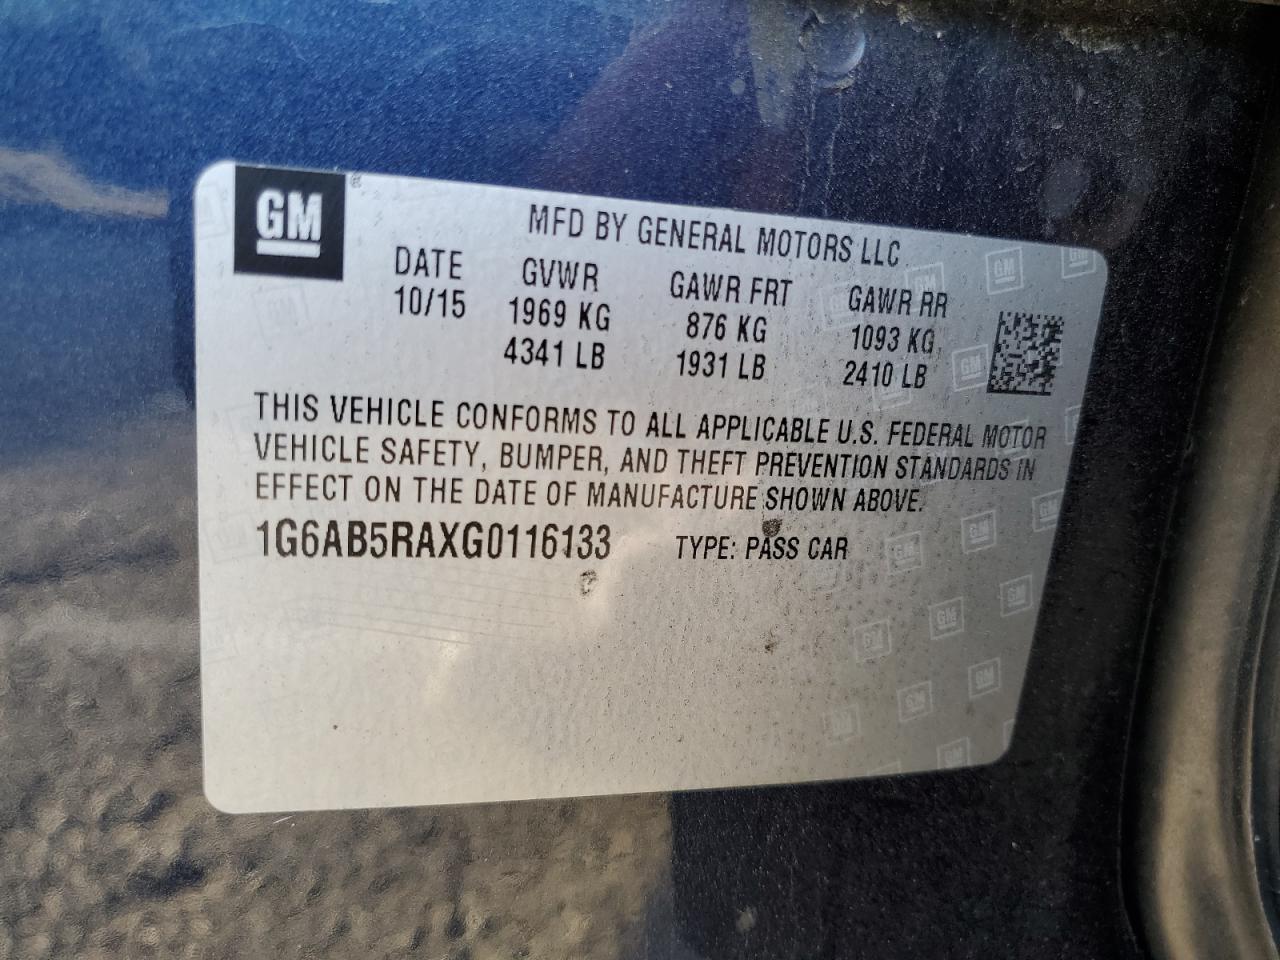 GM
MFD BY GENERAL MOTORS LLC
DATE GVWR GAWR FRT GAWR RR
10/15 1969 KG 876 KG 1093 KG
4341 LB 1931 LB 2410 LB
THIS VEHICLE CONFORMS TO ALL APPLICABLE U.S. FEDERAL MOTOR
VEHICLE SAFETY, BUMPER, AND THEFT PREVENTION STANDARDS IN
EFFECT ON THE DATE OF MANUFACTURE SHOWN ABOVE.
1G6AB5RAXG0116133 TYPE: PASS CAR